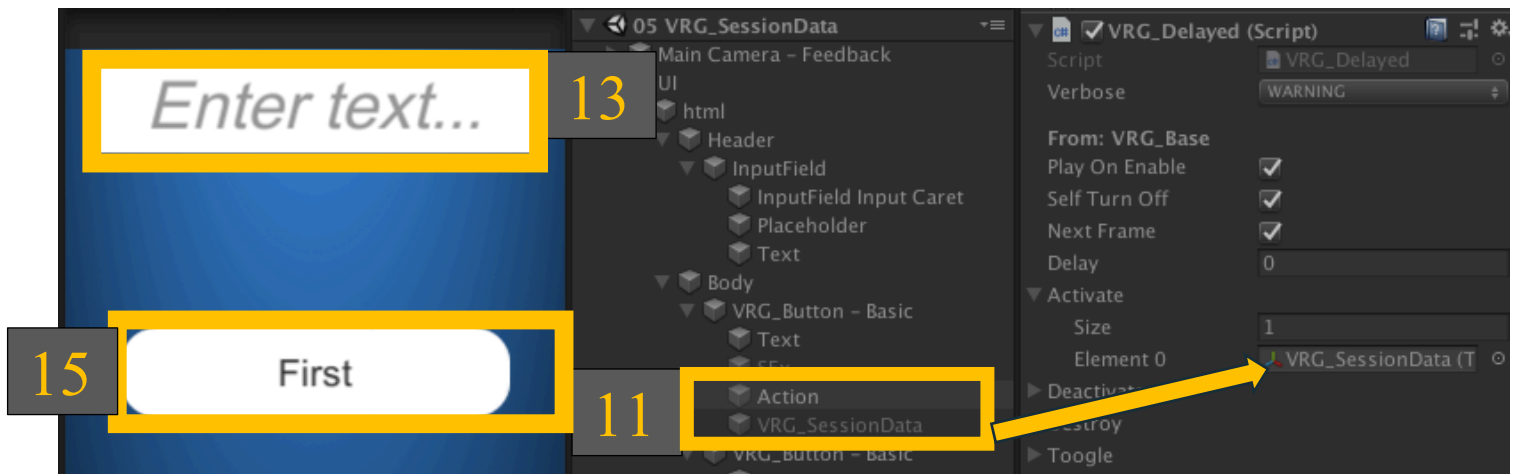 Enter text...
13
First
15
05 VRG_SessionData
Main Camera – Feedback
UI
html
Header
InputField
InputField Input Caret
Placeholder
Text
Body
VRG_Button – Basic
Text
SFx
11
Action
VRG_SessionData
VRG_Button – Basic
VRG_Delayed (Script)
Script VRG_Delayed
Verbose WARNING
From: VRG_Base
Play On Enable
Self Turn Off
Next Frame
Delay 0
Activate
Size 1
Element 0 VRG_SessionData (T
Deactivate
Destroy
Toogle